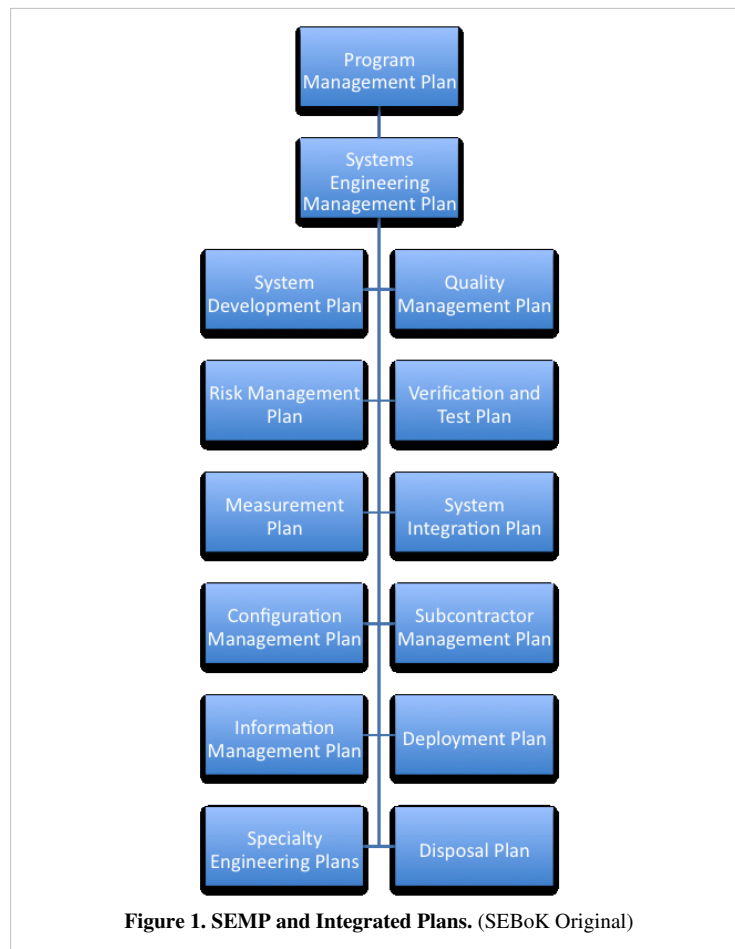 Program
Management Plan
Systems
Engineering
Management Plan
System
Development Plan
Quality
Management Plan
Risk Management
Plan
Verification and
Test Plan
Measurement
Plan
System
Integration Plan
Configuration
Management Plan
Subcontractor
Management Plan
Information
Management Plan
Deployment Plan
Specialty
Engineering Plans
Disposal Plan
Figure 1. SEMP and Integrated Plans. (SEBoK Original)